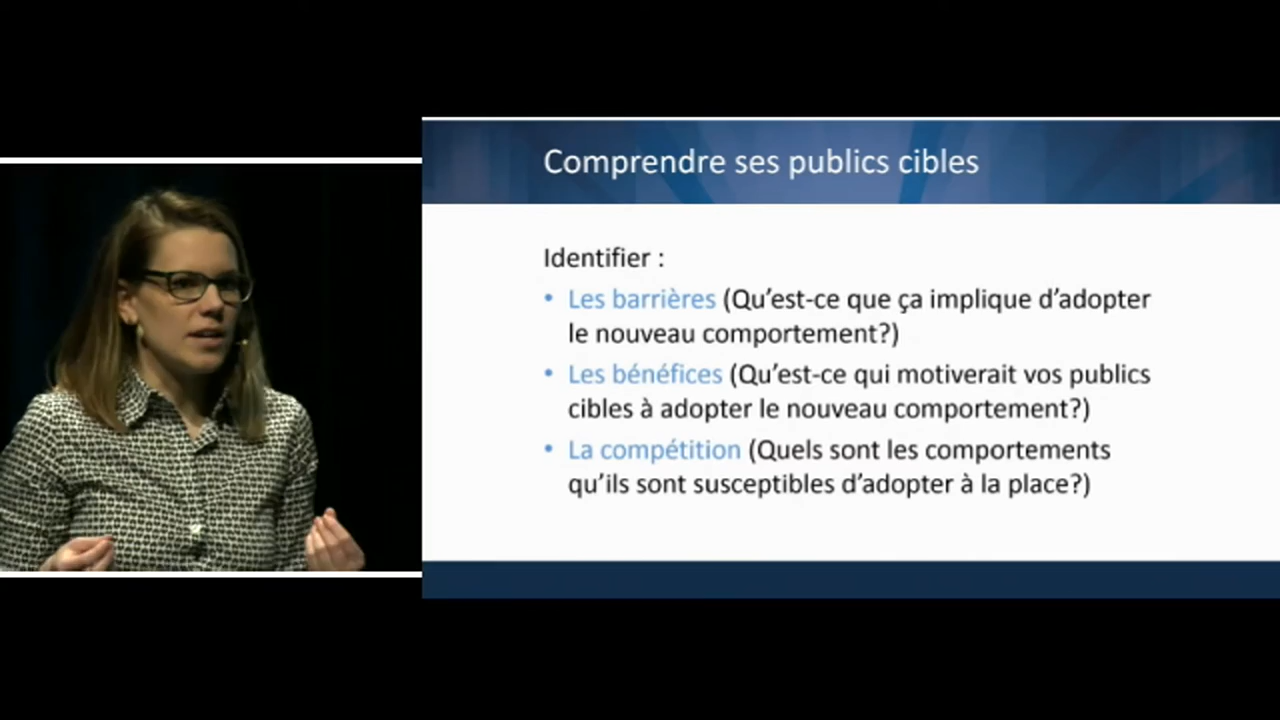 Comprendre ses publics cibles
Identifier :
• Les barrières (Qu'est-ce que ça implique d'adopter
le nouveau comportement?)
• Les bénéfices (Qu'est-ce qui motiverait vos publics
cibles à adopter le nouveau comportement?)
• La compétition (Quels sont les comportements
qu'ils sont susceptibles d'adopter à la place?)